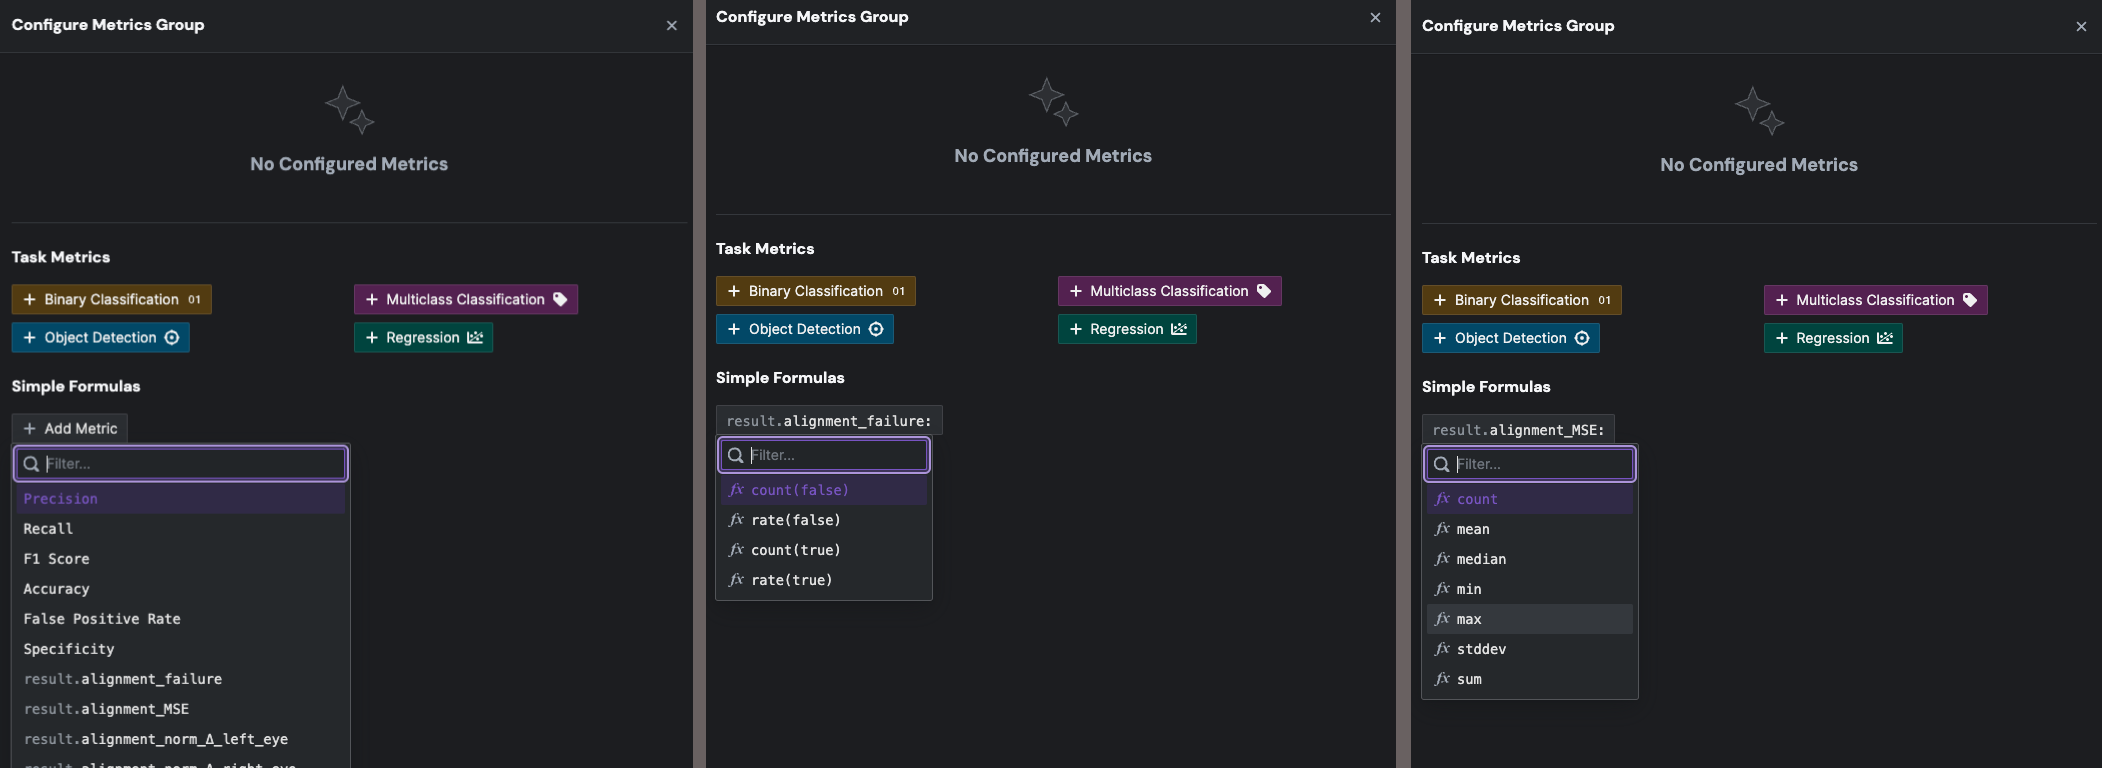 Configure Metrics Group
No Configured Metrics
Task Metrics
+ Binary Classification 01
+ Multiclass Classification
+ Object Detection
+ Regression
Simple Formulas
+ Add Metric
Filter...
Precision
Recall
F1 Score
Accuracy
False Positive Rate
Specificity
result.alignment_failure
result.alignment_MSE
result.alignment_norm_Δ_left_eye
result.alignment_norm_Δ_right_eye
Configure Metrics Group
No Configured Metrics
Task Metrics
+ Binary Classification 01
+ Multiclass Classification
+ Object Detection
+ Regression
Simple Formulas
result.alignment_failure:
Filter...
fx count(false)
fx rate(false)
fx count(true)
fx rate(true)
Configure Metrics Group
No Configured Metrics
Task Metrics
+ Binary Classification 01
+ Multiclass Classification
+ Object Detection
+ Regression
Simple Formulas
result.alignment_MSE:
Filter...
fx count
fx mean
fx median
fx min
fx max
fx stddev
fx sum